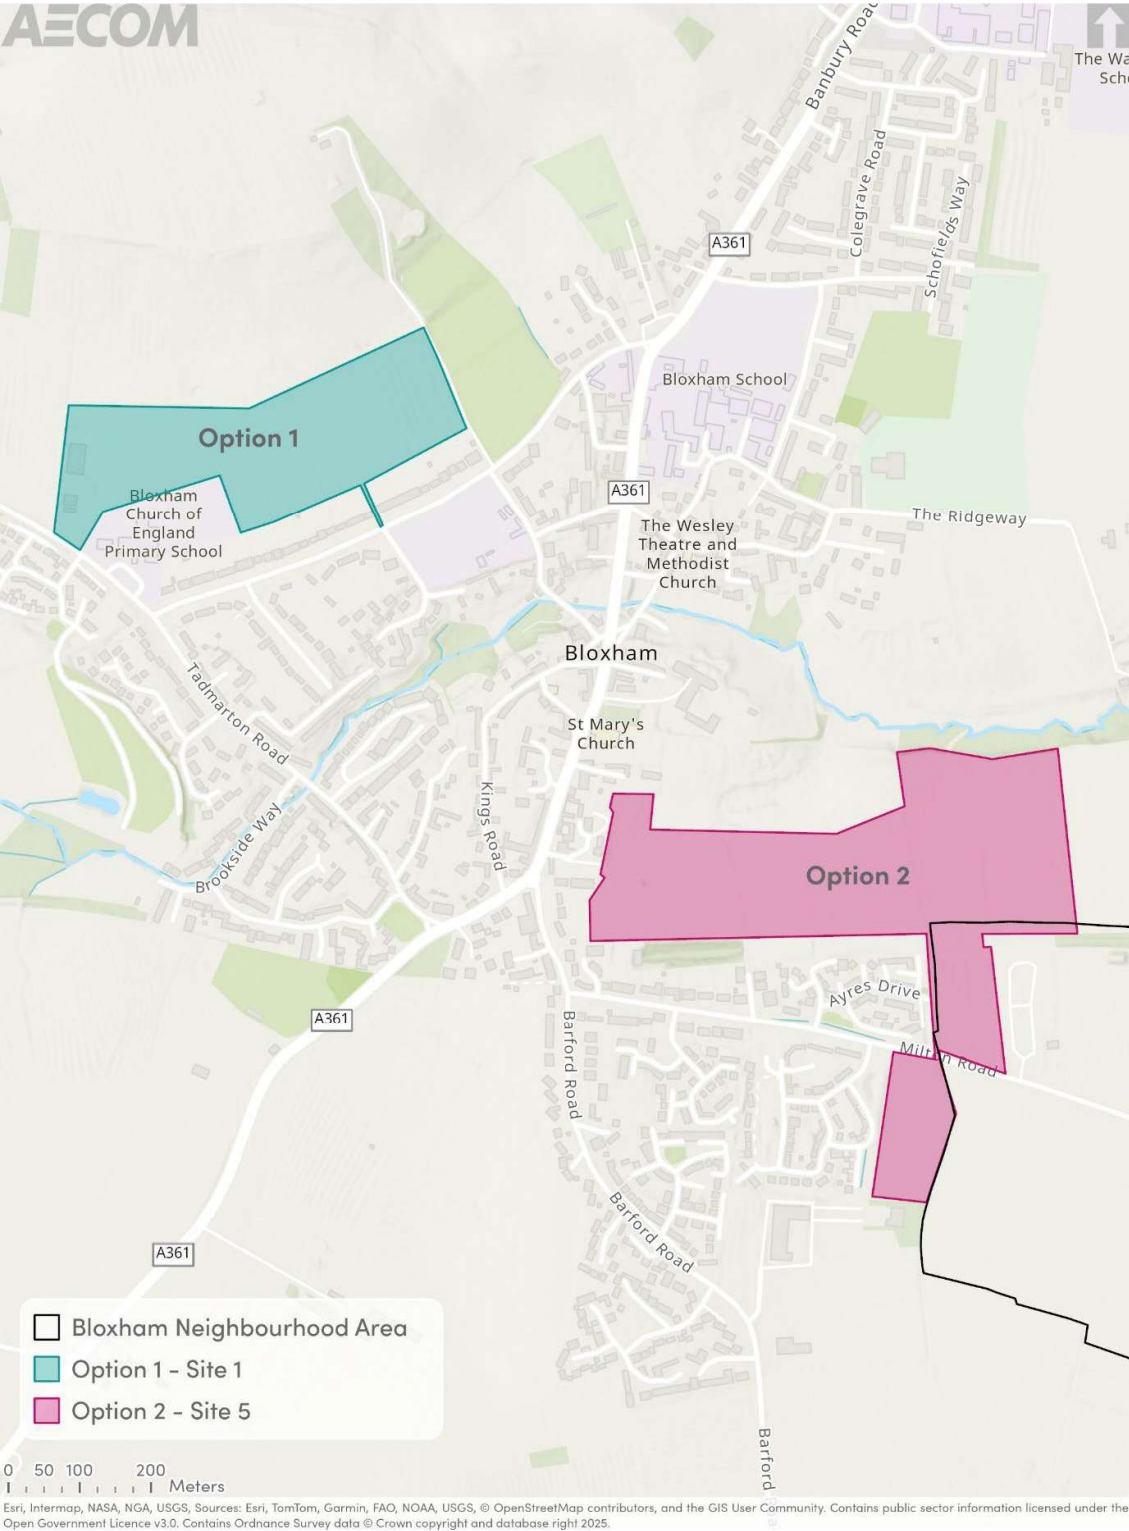 AECOM
Banbury Road
The Wa
Sch
Colegrave Road
Schofields Way
A361
Bloxham School
Option 1
A361
Bloxham
Church of
England
Primary School
The Ridgeway
The Wesley
Theatre and
Methodist
Church
Bloxham
Tadmarton Road
St Mary's
Church
Kings Road
Brookside Way
Option 2
Ayres Drive
A361
Barford Road
Milton Road
Barford Road
A361
Bloxham Neighbourhood Area
Option 1 - Site 1
Option 2 - Site 5
Barford
0 50 100 200
Meters
Esri, Intermap, NASA, NGA, USGS, Sources: Esri, TomTom, Garmin, FAO, NOAA, USGS, © OpenStreetMap contributors, and the GIS User Community. Contains public sector information licensed under the
Open Government Licence v3.0. Contains Ordnance Survey data © Crown copyright and database right 2025.